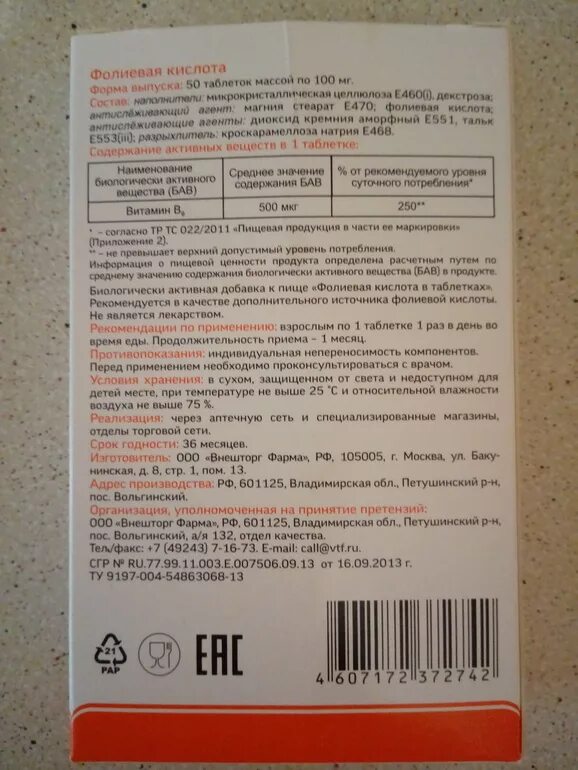 Фолиевая кислота
Форма выпуска: 50 таблеток массой по 100 мг.
Состав: наполнители: микрокристаллическая целлюлоза Е460(i), декстроза;
антислёживающий агент: магния стеарат Е470; фолиевая кислота;
антислёживающие агенты: диоксид кремния аморфный Е551, тальк
Е553(iii); разрыхлитель: кроскарамеллоза натрия Е468.
Содержание активных веществ в 1 таблетке:
Наименование биологически активного вещества (БАВ)
Среднее значение содержания БАВ
% от рекомендуемого уровня суточного потребления*
Витамин В₉
500 мкг
250**
* - согласно ТР ТС 022/2011 «Пищевая продукция в части ее маркировки»
(Приложение 2).
** - не превышает верхний допустимый уровень потребления.
Информация о пищевой ценности продукта определена расчетным путем по
среднему значению содержания биологически активного вещества (БАВ) в продукте.
Биологически активная добавка к пище «Фолиевая кислота в таблетках».
Рекомендуется в качестве дополнительного источника фолиевой кислоты.
Не является лекарством.
Рекомендации по применению: взрослым по 1 таблетке 1 раз в день во
время еды. Продолжительность приема – 1 месяц.
Противопоказания: индивидуальная непереносимость компонентов.
Перед применением необходимо проконсультироваться с врачом.
Условия хранения: в сухом, защищенном от света и недоступном для
детей месте, при температуре не выше 25 °С и относительной влажности
воздуха не выше 75 %.
Реализация: через аптечную сеть и специализированные магазины,
отделы торговой сети.
Срок годности: 36 месяцев.
Изготовитель: ООО «Внешторг Фарма», РФ, 105005, г. Москва, ул. Баку-
нинская, д. 8, стр. 1, пом. 13.
Адрес производства: РФ, 601125, Владимирская обл., Петушинский р-н,
пос. Вольгинский.
Организация, уполномоченная на принятие претензий:
ООО «Внешторг Фарма», РФ, 601125, Владимирская обл., Петушинский р-н,
пос. Вольгинский, а/я 132, отдел качества.
Тел./факс: +7 (49243) 7-16-73. E-mail: call@vtf.ru.
СГР № RU.77.99.11.003.Е.007506.09.13 от 16.09.2013 г.
ТУ 9197-004-54863068-13
21
PAP
EAC
4 607172 372742